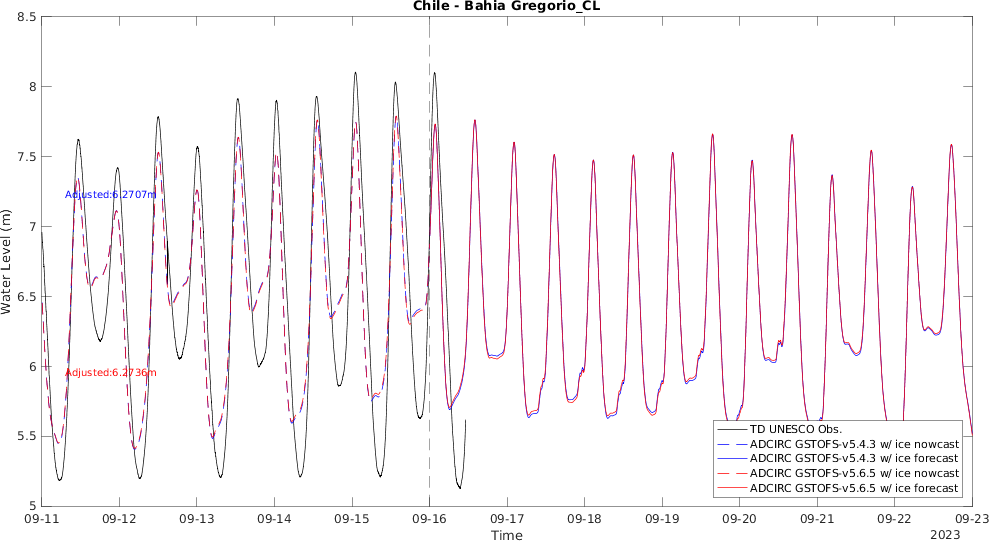 Chile - Bahia Gregorio_CL
8.5
8
7.5
7
6.5
6
5.5
5
Water Level (m)
Adjusted:6.2707m
Adjusted:6.2736m
TD UNESCO Obs.
ADCIRC GSTOFS-v5.4.3 w/ ice nowcast
ADCIRC GSTOFS-v5.4.3 w/ ice forecast
ADCIRC GSTOFS-v5.6.5 w/ ice nowcast
ADCIRC GSTOFS-v5.6.5 w/ ice forecast
09-11 09-12 09-13 09-14 09-15 09-16 09-17 09-18 09-19 09-20 09-21 09-22 09-23
Time
2023